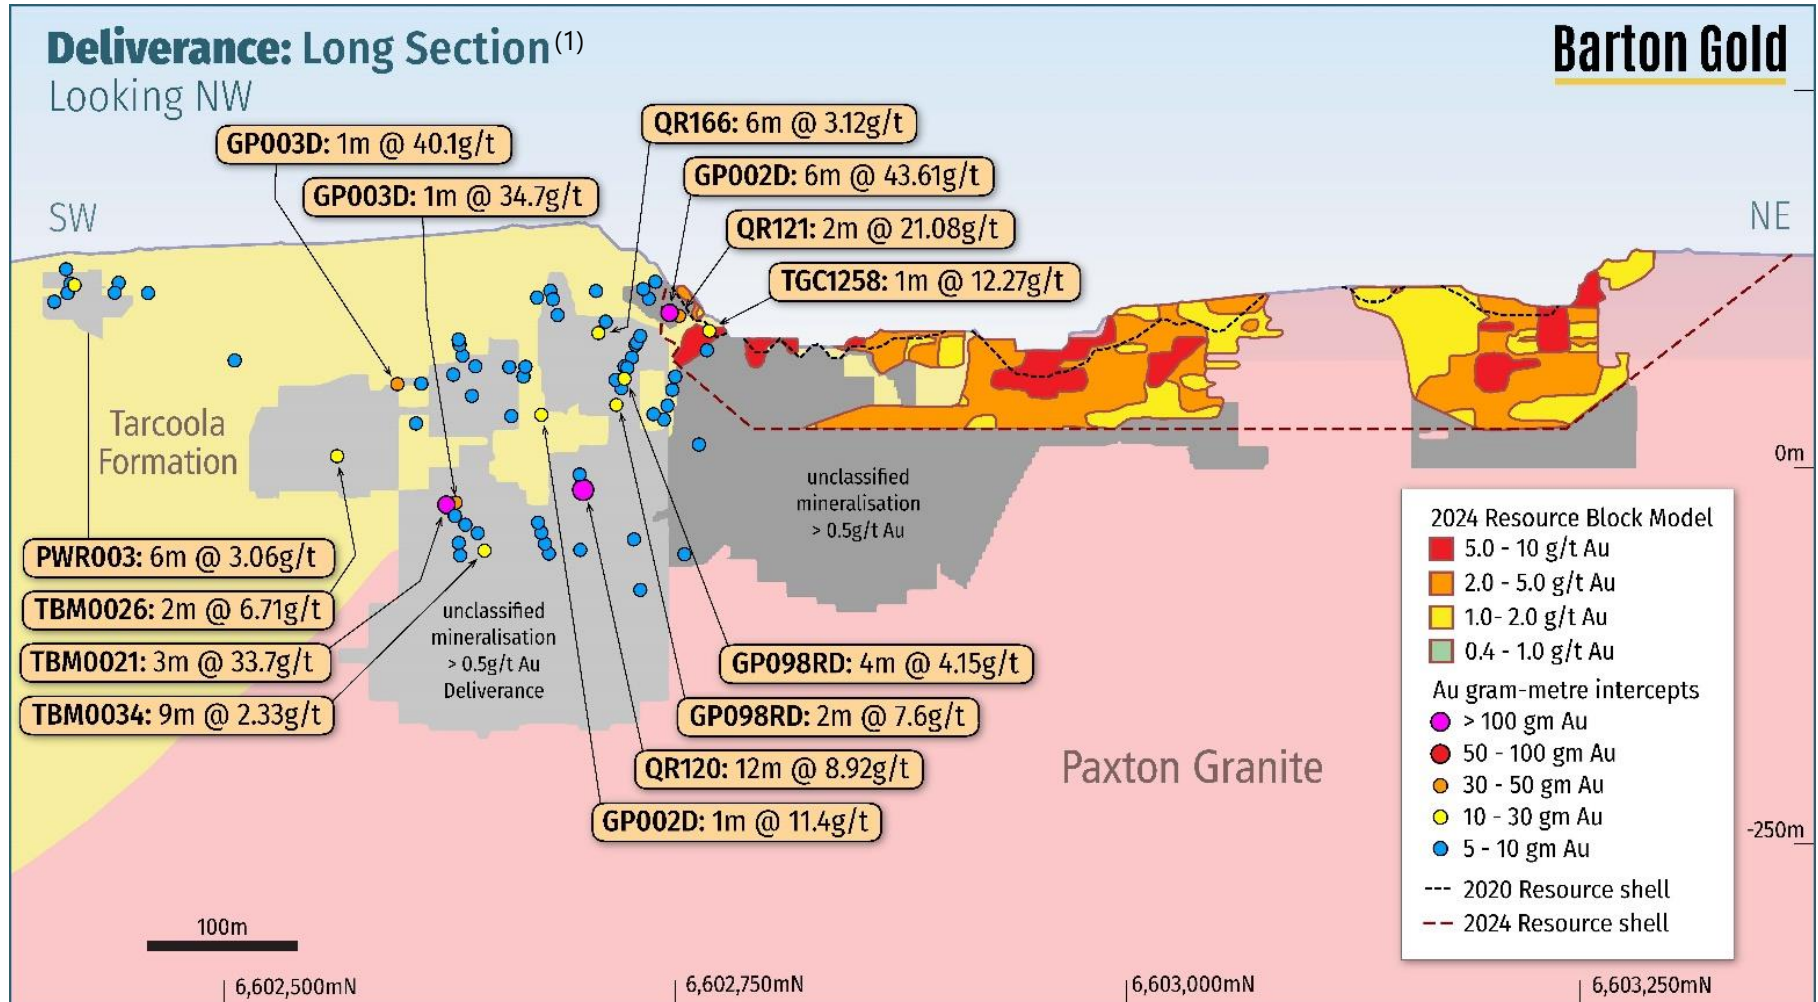 Deliverance: Long Section(1)
Looking NW
Barton Gold
SW
NE
GP003D: 1m @ 40.1g/t
GP003D: 1m @ 34.7g/t
QR166: 6m @ 3.12g/t
GP002D: 6m @ 43.61g/t
QR121: 2m @ 21.08g/t
TGC1258: 1m @ 12.27g/t
Tarcoola
Formation
PWR003: 6m @ 3.06g/t
TBM0026: 2m @ 6.71g/t
TBM0021: 3m @ 33.7g/t
TBM0034: 9m @ 2.33g/t
unclassified
mineralisation
> 0.5g/t Au
Deliverance
unclassified
mineralisation
> 0.5g/t Au
GP098RD: 4m @ 4.15g/t
GP098RD: 2m @ 7.6g/t
QR120: 12m @ 8.92g/t
GP002D: 1m @ 11.4g/t
Paxton Granite
0m
-250m
2024 Resource Block Model
5.0 - 10 g/t Au
2.0 - 5.0 g/t Au
1.0- 2.0 g/t Au
0.4 - 1.0 g/t Au
Au gram-metre intercepts
> 100 gm Au
50 - 100 gm Au
30 - 50 gm Au
10 - 30 gm Au
5 - 10 gm Au
2020 Resource shell
2024 Resource shell
100m
6,602,500mN
6,602,750mN
6,603,000mN
6,603,250mN